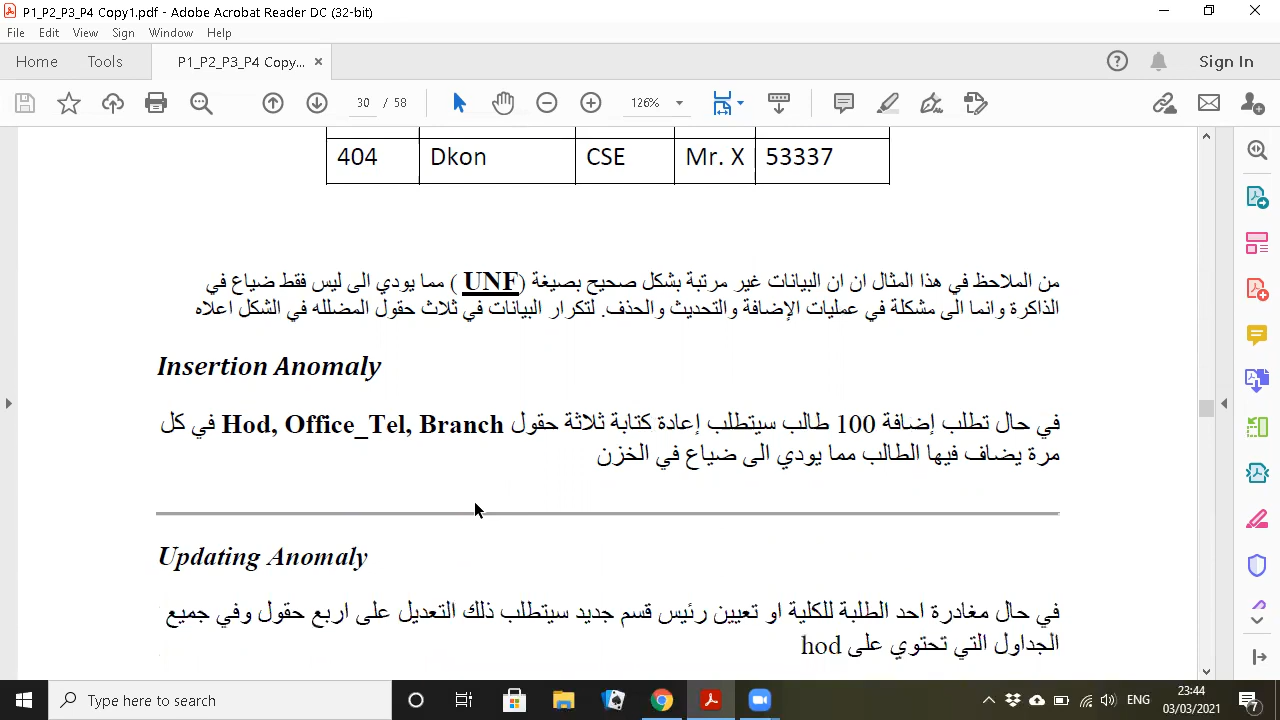 P1_P2_P3_P4 Copy1.pdf - Adobe Acrobat Reader DC (32-bit)
File Edit View Sign Window Help
Home Tools P1_P2_P3_P4 Copy... × Sign In
30 / 58 126%
404 Dkon CSE Mr. X 53337
من الملاحظ في هذا المثال ان ان البيانات غير مرتبة بشكل صحيح بصيغة (UNF ) مما يودي الى ليس فقط ضياع في
الذاكرة وانما الى مشكلة في عمليات الإضافة والتحديث والحذف. لتكرار البيانات في ثلاث حقول المضلله في الشكل اعلاه
Insertion Anomaly
في حال تطلب إضافة 100 طالب سيتطلب إعادة كتابة ثلاثة حقول Hod, Office_Tel, Branch في كل
مرة يضاف فيها الطالب مما يودي الى ضياع في الخزن
Updating Anomaly
في حال مغادرة احد الطلبة للكلية او تعيين رئيس قسم جديد سيتطلب ذلك التعديل على اربع حقول وفي جميع
الجداول التي تحتوي على hod
Type here to search
ENG
23:44
03/03/2021
7